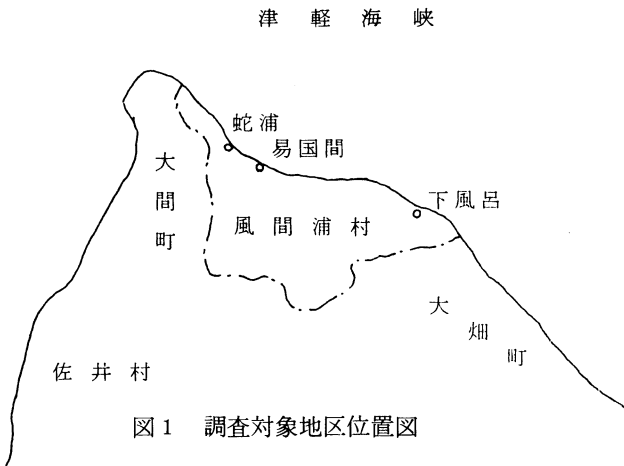 津軽海峡
蛇浦
易国間
大間町
下風呂
風間浦村
大畑町
佐井村
図1 調査対象地区位置図